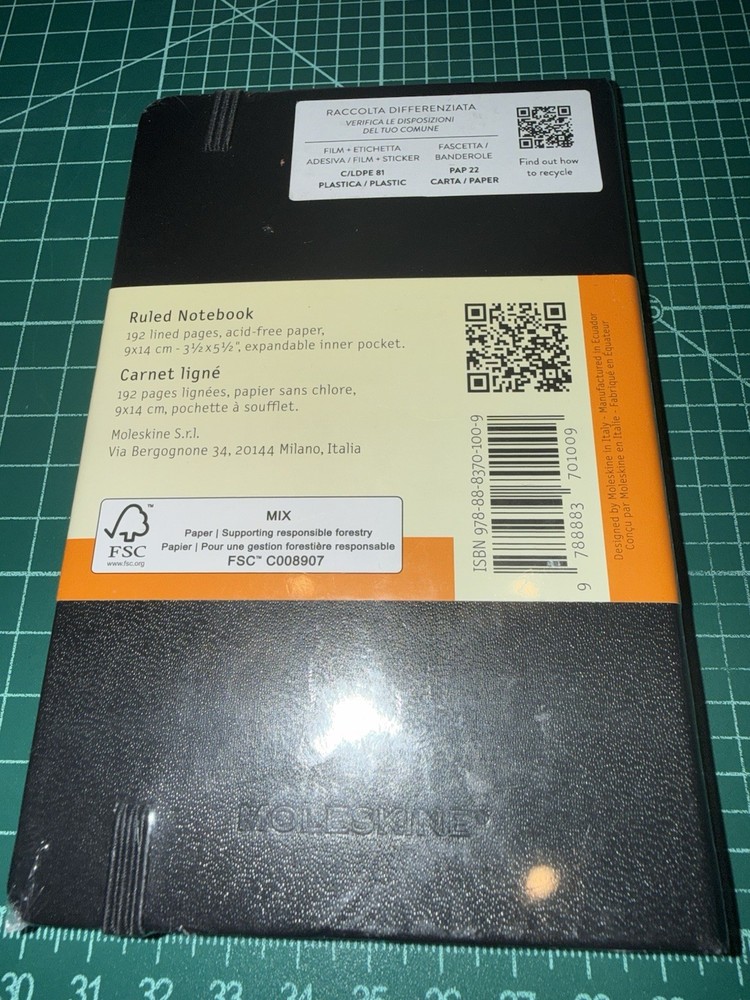 RACCOLTA DIFFERENZIATA
VERIFICA LE DISPOSIZIONI
DEL TUO COMUNE
FILM + ETICHETTA
ADESIVA / FILM + STICKER
C/LDPE 81
PLASTICA / PLASTIC
FASCETTA /
BANDEROLE
PAP 22
CARTA / PAPER
Find out how
to recycle
Ruled Notebook
192 lined pages, acid-free paper,
9x14 cm - 3½x5½", expandable inner pocket.
Carnet ligné
192 pages lignées, papier sans chlore,
9x14 cm, pochette à soufflet.
Moleskine S.r.l.
Via Bergognone 34, 20144 Milano, Italia
ISBN 978-88-8370-100-9
9 788883 701009
Designed by Moleskine in Italy - Manufactured in Ecuador
Conçu par Moleskine en Italie - Fabriqué en Équateur
FSC™
www.fsc.org
MIX
Paper | Supporting responsible forestry
Papier | Pour une gestion forestière responsable
FSC™ C008907
MOLESKINE®
30 31 32 33 34 35 36 37 38 39